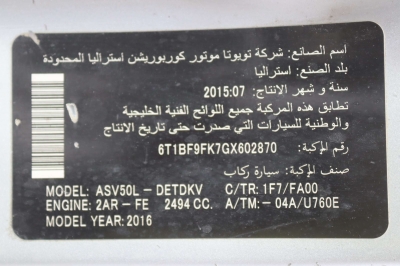 اسم الصانع: شركة تويوتا موتور كوربوريشن استراليا المحدودة
بلد الصنع: استراليا
سنة و شهر الانتاج: 2015:07
تطابق هذه المركبة جميع اللوائح الفنية الخليجية
والوطنية للسيارات التي صدرت حتى تاريخ الانتاج
رقم المركبة: 6T1BF9FK7GX602870
صنف المركبة: سيارة ركاب
MODEL: ASV50L - DETDKV C/TR: 1F7/FA00
ENGINE: 2AR - FE 2494 CC. A/TM: -04A/U760E
MODEL YEAR: 2016